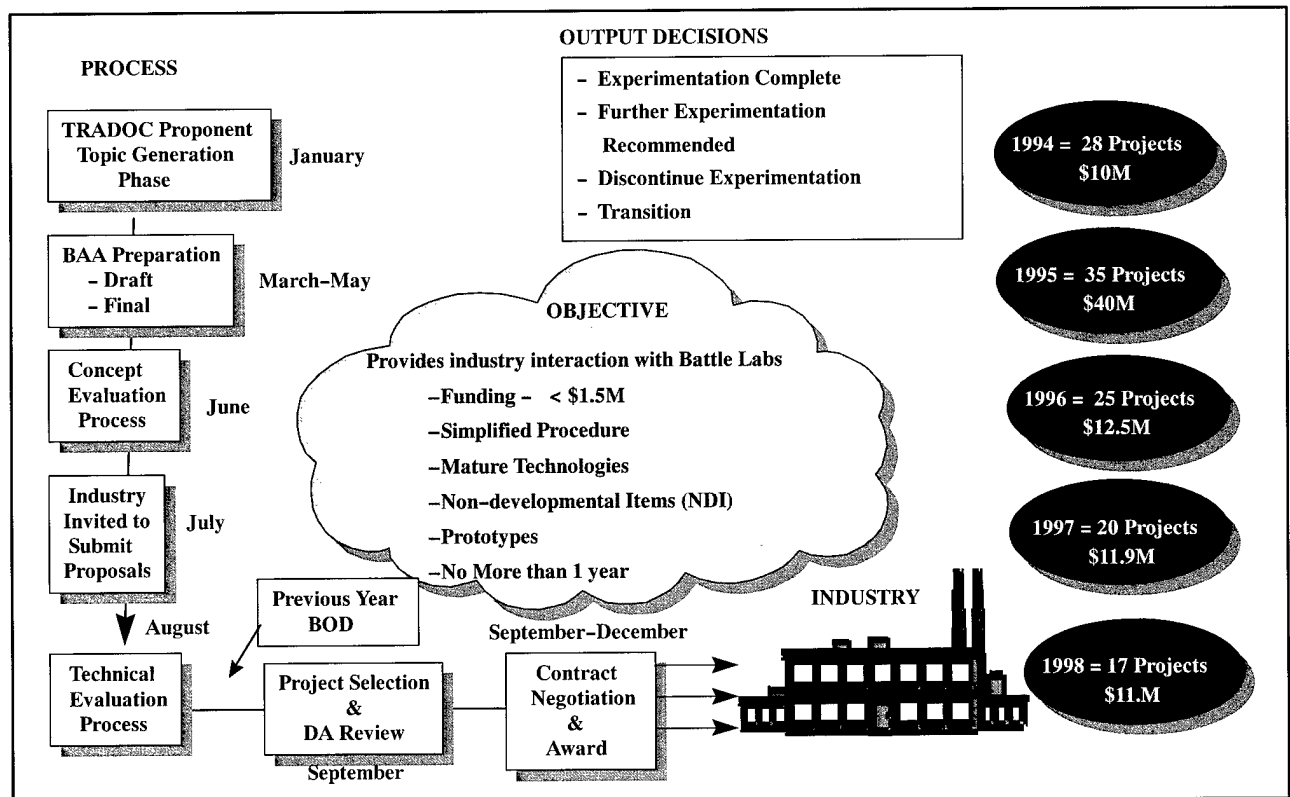 PROCESS
TRADOC Proponent
Topic Generation
Phase
January
BAA Preparation
– Draft
– Final
March–May
Concept
Evaluation
Process
June
Industry
Invited to
Submit
Proposals
July
August
Technical
Evaluation
Process
Previous Year
BOD
Project Selection
&
DA Review
September
September–December
Contract
Negotiation
&
Award
INDUSTRY
OUTPUT DECISIONS
– Experimentation Complete
– Further Experimentation
Recommended
– Discontinue Experimentation
– Transition
OBJECTIVE
Provides industry interaction with Battle Labs
–Funding – < $1.5M
–Simplified Procedure
–Mature Technologies
–Non–developmental Items (NDI)
–Prototypes
–No More than 1 year
1994 = 28 Projects
$10M
1995 = 35 Projects
$40M
1996 = 25 Projects
$12.5M
1997 = 20 Projects
$11.9M
1998 = 17 Projects
$11.M